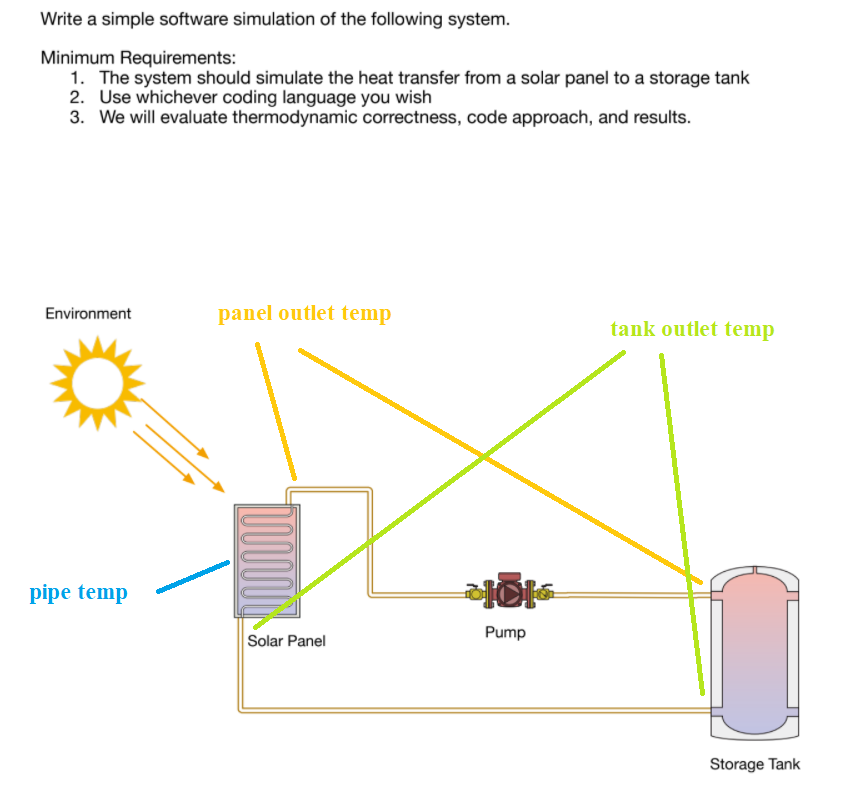 Write a simple software simulation of the following system.
Minimum Requirements:
1. The system should simulate the heat transfer from a solar panel to a storage tank
2. Use whichever coding language you wish
3. We will evaluate thermodynamic correctness, code approach, and results.
Environment
panel outlet temp
tank outlet temp
pipe temp
Solar Panel
Pump
Storage Tank